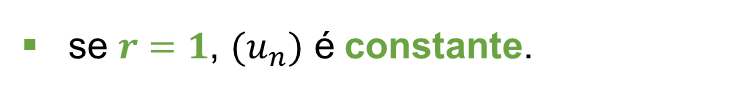 ▪ se r = 1, (uₙ) é constante.